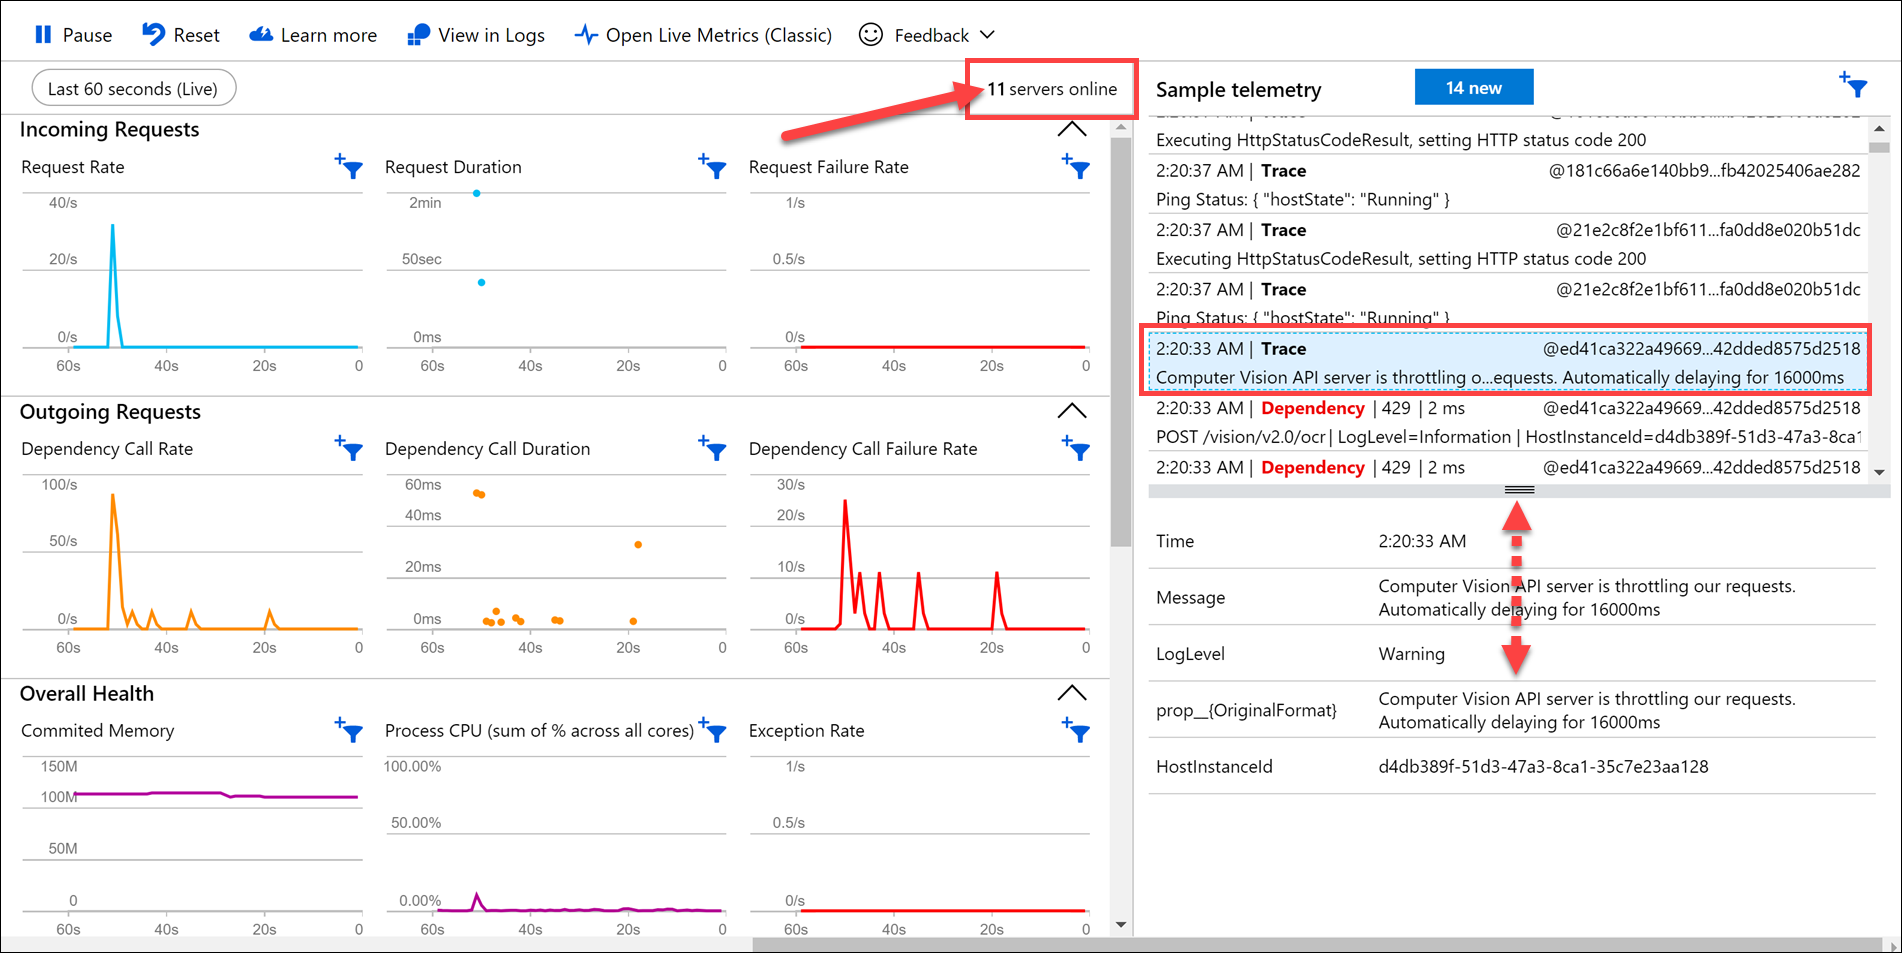 Pause Reset Learn more View in Logs Open Live Metrics (Classic) Feedback
Last 60 seconds (Live)
11 servers online
Incoming Requests
Request Rate
40/s
20/s
0/s
60s 40s 20s 0
Request Duration
2min
50sec
0ms
60s 40s 20s 0
Request Failure Rate
1/s
0.5/s
0/s
60s 40s 20s 0
Outgoing Requests
Dependency Call Rate
100/s
50/s
0/s
60s 40s 20s 0
Dependency Call Duration
60ms
40ms
20ms
0ms
60s 40s 20s 0
Dependency Call Failure Rate
30/s
20/s
10/s
0/s
60s 40s 20s 0
Overall Health
Commited Memory
150M
100M
50M
0
60s 40s 20s 0
Process CPU (sum of % across all cores)
100.00%
50.00%
0.00%
60s 40s 20s 0
Exception Rate
1/s
0.5/s
0/s
60s 40s 20s 0
Sample telemetry
14 new
Executing HttpStatusCodeResult, setting HTTP status code 200
2:20:37 AM | Trace @181c66a6e140bb9...fb42025406ae282
Ping Status: { "hostState": "Running" }
2:20:37 AM | Trace @21e2c8f2e1bf611...fa0dd8e020b51dc
Executing HttpStatusCodeResult, setting HTTP status code 200
2:20:37 AM | Trace @21e2c8f2e1bf611...fa0dd8e020b51dc
Ping Status: { "hostState": "Running" }
2:20:33 AM | Trace @ed41ca322a49669...42dded8575d2518
Computer Vision API server is throttling o...equests. Automatically delaying for 16000ms
2:20:33 AM | Dependency | 429 | 2 ms @ed41ca322a49669...42dded8575d2518
POST /vision/v2.0/ocr | LogLevel=Information | HostInstanceId=d4db389f-51d3-47a3-8ca1
2:20:33 AM | Dependency | 429 | 2 ms @ed41ca322a49669...42dded8575d2518
Time 2:20:33 AM
Message Computer Vision API server is throttling our requests.
Automatically delaying for 16000ms
LogLevel Warning
prop__{OriginalFormat} Computer Vision API server is throttling our requests.
Automatically delaying for 16000ms
HostInstanceId d4db389f-51d3-47a3-8ca1-35c7e23aa128